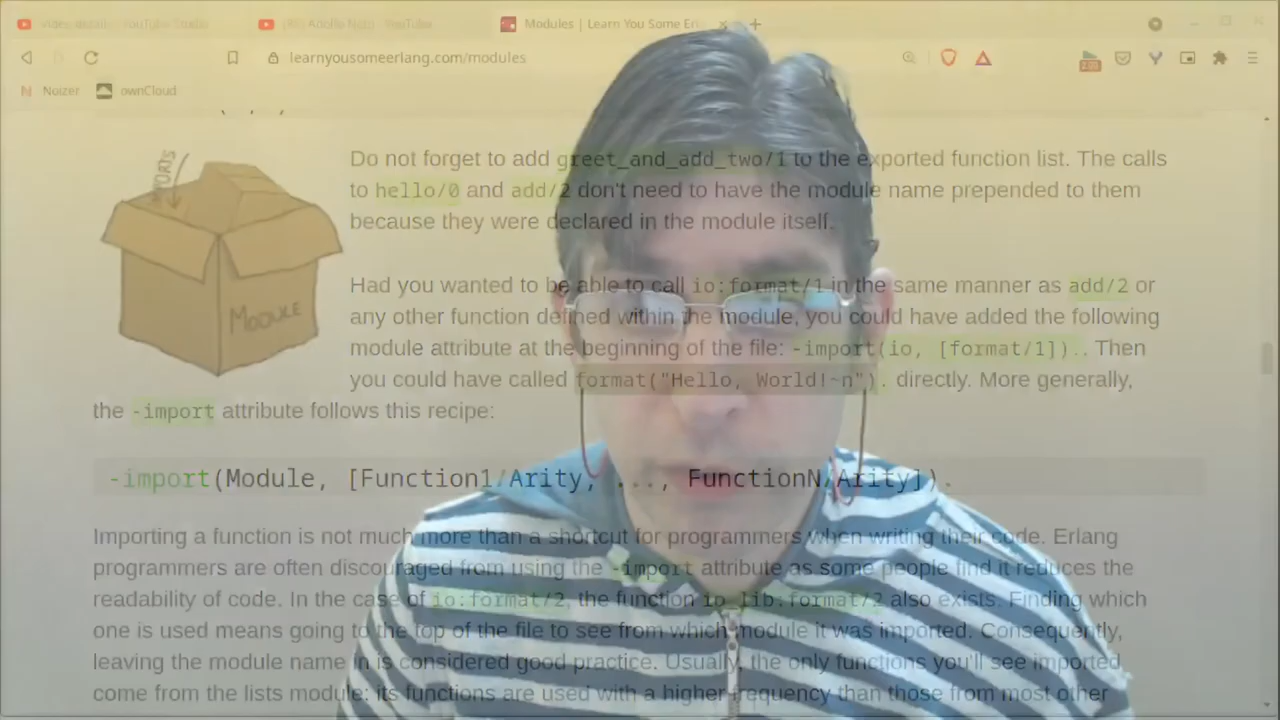 video detail - YouTube Studio
Adolfo Neto - YouTube
Modules | Learn You Some Er
learnyousomeerlang.com/modules
2.00
Noizer
ownCloud
Do not forget to add greet_and_add_two/1 to the exported function list. The calls
to hello/0 and add/2 don't need to have the module name prepended to them
because they were declared in the module itself.
MODULE
Had you wanted to be able to call io:format/1 in the same manner as add/2 or
any other function defined within the module, you could have added the following
module attribute at the beginning of the file: -import(io, [format/1]).. Then
you could have called format("Hello, World!~n"). directly. More generally,
the -import attribute follows this recipe:
-import(Module, [Function1/Arity, ..., FunctionN/Arity]).
Importing a function is not much more than a shortcut for programmers when writing their code. Erlang
programmers are often discouraged from using the -import attribute as some people find it reduces the
readability of code. In the case of io:format/2, the function io_lib:format/2 also exists. Finding which
one is used means going to the top of the file to see from which module it was imported. Consequently,
leaving the module name in is considered good practice. Usually, the only functions you'll see imported
come from the lists module: its functions are used with a higher frequency than those from most other